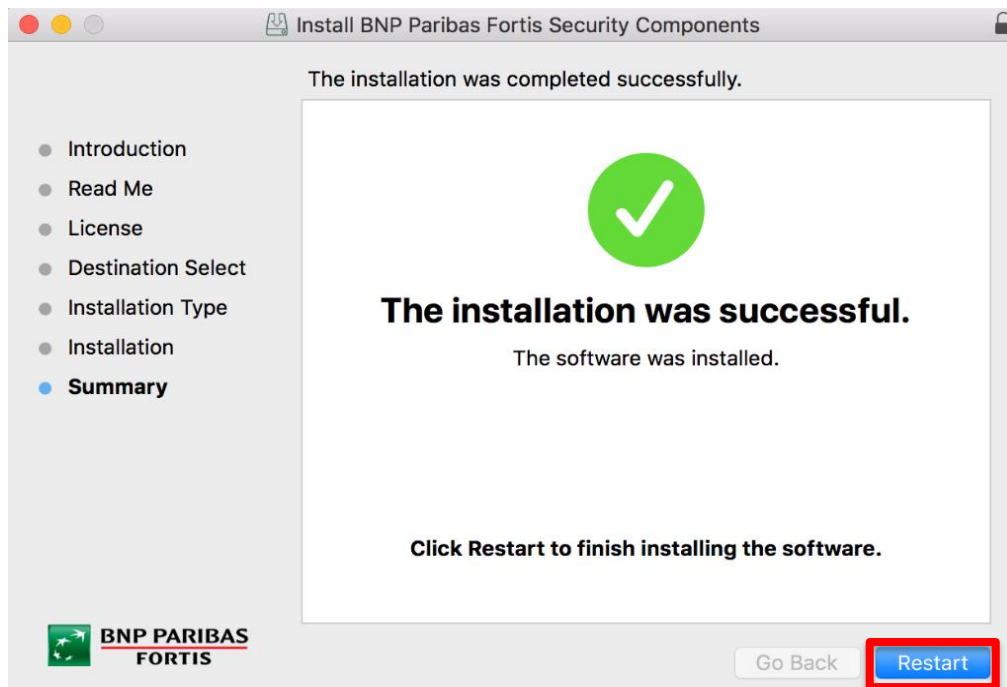 Install BNP Paribas Fortis Security Components
The installation was completed successfully.
Introduction
Read Me
License
Destination Select
Installation Type
Installation
Summary
The installation was successful.
The software was installed.
Click Restart to finish installing the software.
BNP PARIBAS
FORTIS
Go Back
Restart